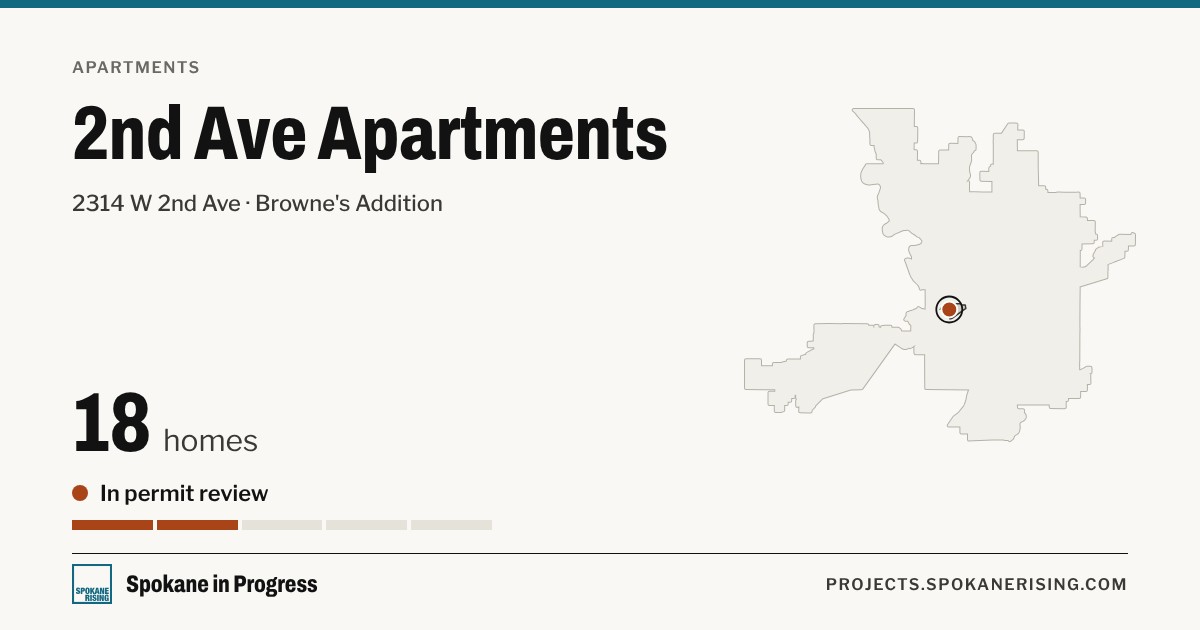 APARTMENTS
2nd Ave Apartments
2314 W 2nd Ave · Browne's Addition
18 homes
In permit review
SPOKANE
RISING
Spokane in Progress
PROJECTS.SPOKANERISING.COM